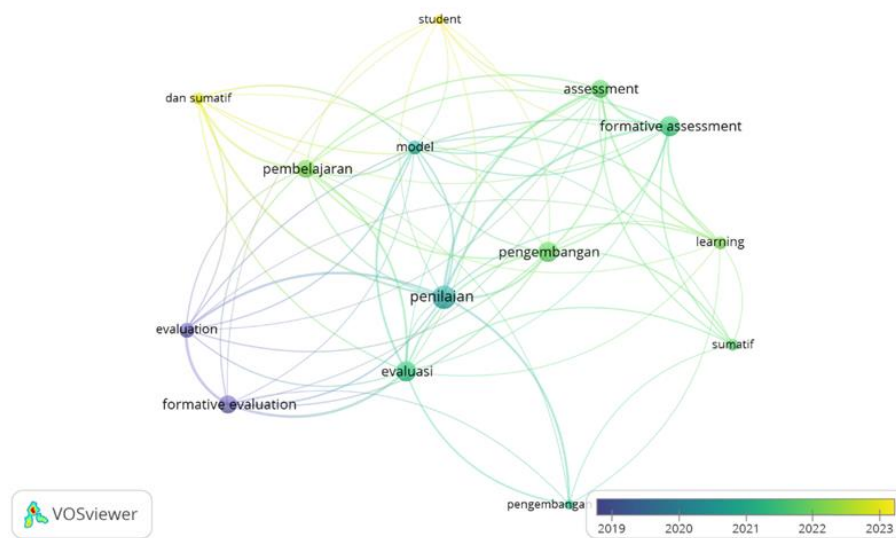 student
dan sumatif
assessment
formative assessment
model
pembelajaran
learning
pengembangan
penilaian
evaluation
sumatif
evaluasi
formative evaluation
pengembangan
VOSviewer
2019 2020 2021 2022 2023